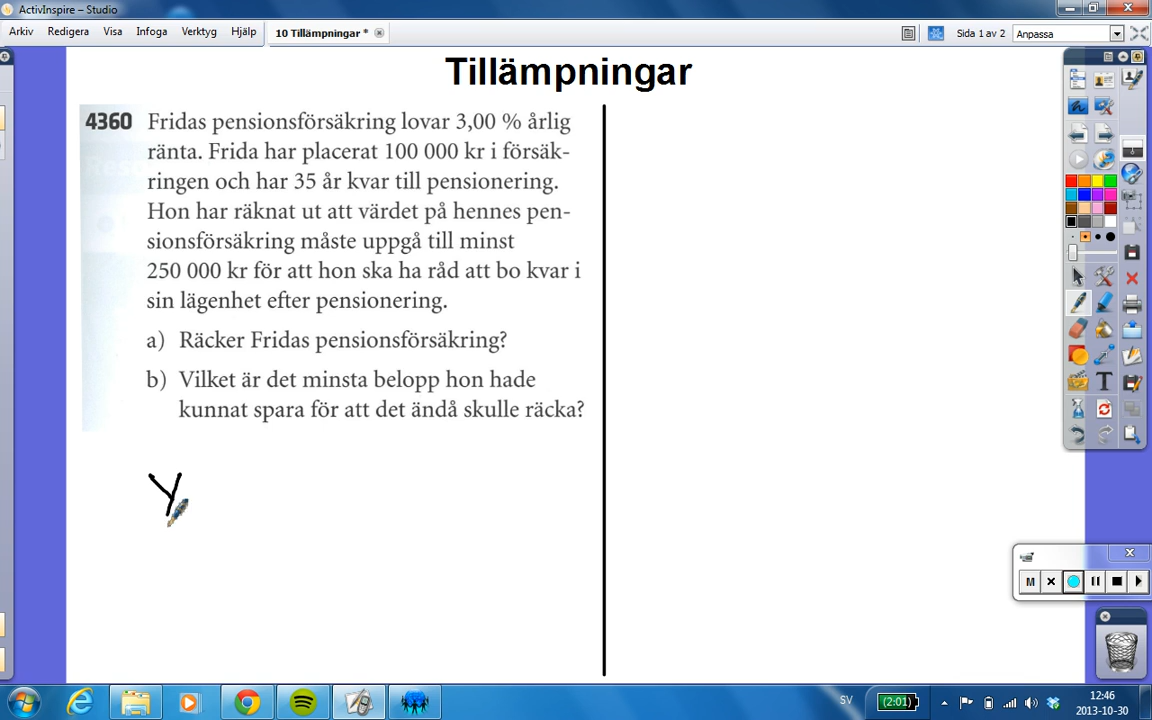 ActivInspire – Studio
Arkiv Redigera Visa Infoga Verktyg Hjälp 10 Tillämpningar * Sida 1 av 2 Anpassa
Tillämpningar
4360 Fridas pensionsförsäkring lovar 3,00 % årlig
ränta. Frida har placerat 100 000 kr i försäk-
ringen och har 35 år kvar till pensionering.
Hon har räknat ut att värdet på hennes pen-
sionsförsäkring måste uppgå till minst
250 000 kr för att hon ska ha råd att bo kvar i
sin lägenhet efter pensionering.
a) Räcker Fridas pensionsförsäkring?
b) Vilket är det minsta belopp hon hade
kunnat spara för att det ändå skulle räcka?
Y
M
SV (2:01) 12:46
2013-10-30